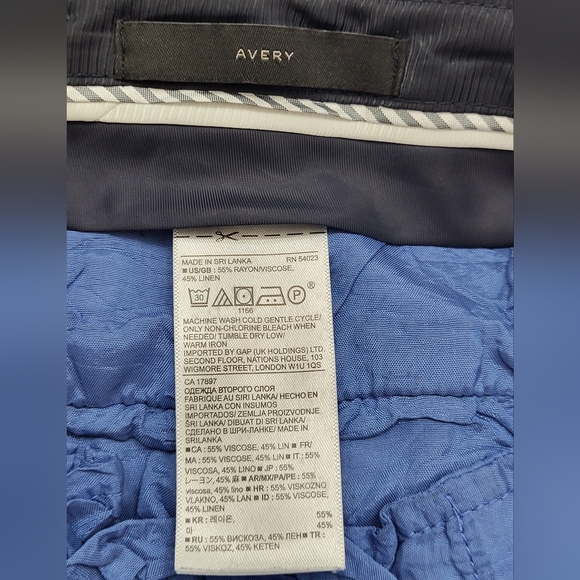 AVERY
MADE IN SRI LANKA RN 54023
■ US/GB : 55% RAYON/VISCOSE,
45% LINEN
30 P ®
1166
MACHINE WASH COLD GENTLE CYCLE/
ONLY NON-CHLORINE BLEACH WHEN
NEEDED/ TUMBLE DRY LOW/
WARM IRON
IMPORTED BY GAP (UK HOLDINGS) LTD.
SECOND FLOOR, NATIONS HOUSE, 103
WIGMORE STREET, LONDON W1U 1QS
CA 17897
ОДЕЖДА ВТОРОГО СЛОЯ
FABRIQUE AU SIRI LANKA/ HECHO EN
SRI LANKA CON INSUMOS
IMPORTADOS/ ZEMLJA PROIZVODNJE
SRI LANKA/ DIBUAT DI SRI LANKA/
СДЕЛАНО В ШРИ-ЛАНКЕ/ MADE IN
SRILANKA
■ CA : 55% VISCOSE, 45% LIN ■ FR/
MA : 55% VISCOSE, 45% LIN ■ IT : 55%
VISCOSA, 45% LINO ■ JP : 55%
レーヨン, 45% 麻 ■ AR/MX/PA/PE : 55%
Viscosa, 45% lino ■ HR : 55% VISKOZNO
VLAKNO, 45% LAN ■ ID : 55% VISCOSE,
45% LINEN
■ KR : 레이온, 55%
마 45%
■ RU : 55% ВИСКОЗА, 45% ЛЕН ■ TR :
55% VISKOZ, 45% KETEN